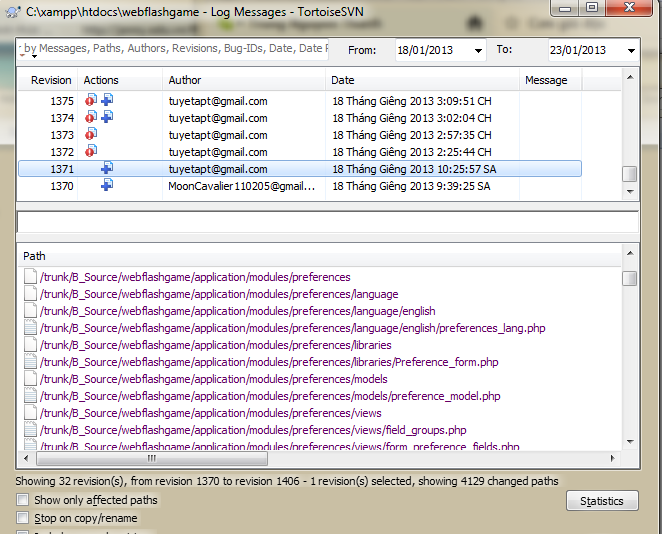 C:\xampp\htdocs\webflashgame - Log Messages - TortoiseSVN
by Messages, Paths, Authors, Revisions, Bug-IDs, Date, Date
From: 18/01/2013 To: 23/01/2013
Revision Actions Author Date Message
1375 tuyetapt@gmail.com 18 Tháng Giêng 2013 3:09:51 CH
1374 tuyetapt@gmail.com 18 Tháng Giêng 2013 3:02:04 CH
1373 tuyetapt@gmail.com 18 Tháng Giêng 2013 2:57:35 CH
1372 tuyetapt@gmail.com 18 Tháng Giêng 2013 2:25:44 CH
1371 tuyetapt@gmail.com 18 Tháng Giêng 2013 10:25:57 SA
1370 MoonCavalier110205@gmail... 18 Tháng Giêng 2013 9:39:25 SA
Path
/trunk/B_Source/webflashgame/application/modules/preferences
/trunk/B_Source/webflashgame/application/modules/preferences/language
/trunk/B_Source/webflashgame/application/modules/preferences/language/english
/trunk/B_Source/webflashgame/application/modules/preferences/language/english/preferences_lang.php
/trunk/B_Source/webflashgame/application/modules/preferences/libraries
/trunk/B_Source/webflashgame/application/modules/preferences/libraries/Preference_form.php
/trunk/B_Source/webflashgame/application/modules/preferences/models
/trunk/B_Source/webflashgame/application/modules/preferences/models/preference_model.php
/trunk/B_Source/webflashgame/application/modules/preferences/views
/trunk/B_Source/webflashgame/application/modules/preferences/views/field_groups.php
/trunk/B_Source/webflashgame/application/modules/preferences/views/form_preference_fields.php
Showing 32 revision(s), from revision 1370 to revision 1406 - 1 revision(s) selected, showing 4129 changed paths
Show only affected paths
Statistics
Stop on copy/rename